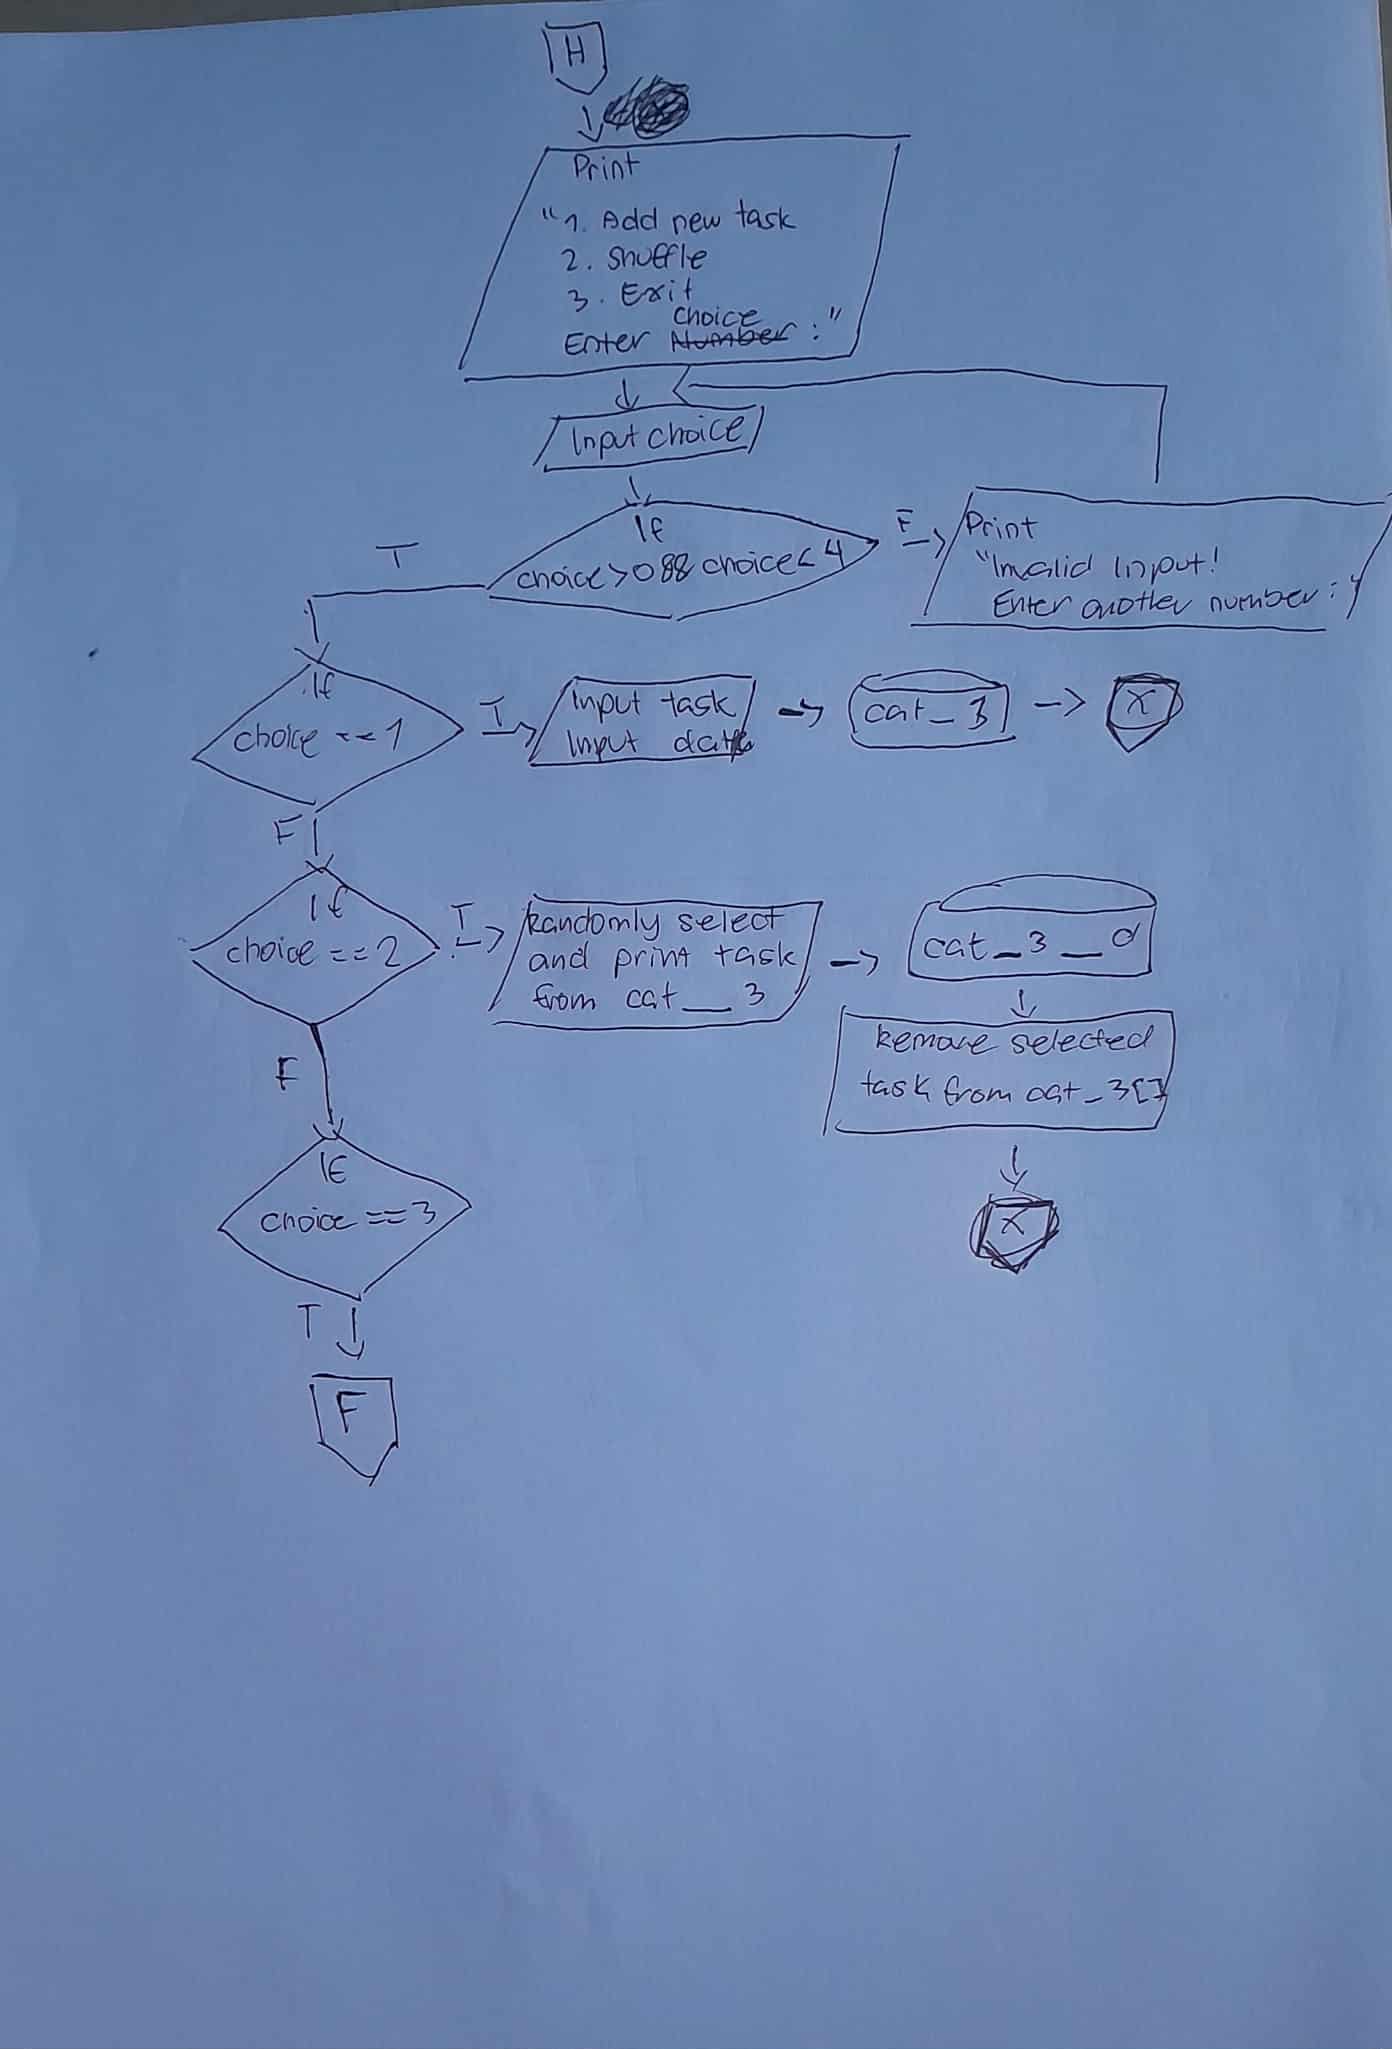 H
Print
"1. Add new task
2. Shuffle
3. Exit
choice
Enter Number : "
Input choice
If
choice>0 && choice<4
F
Print
"Invalid Input!
Enter another number : "
T
If
choice == 1
T
Input task
Input date
cat_3
X
F
If
choice == 2
T
Randomly select
and print task
from cat__3
cat_3__d
Remove selected
task from cat_3[]
X
F
If
choice == 3
T
F